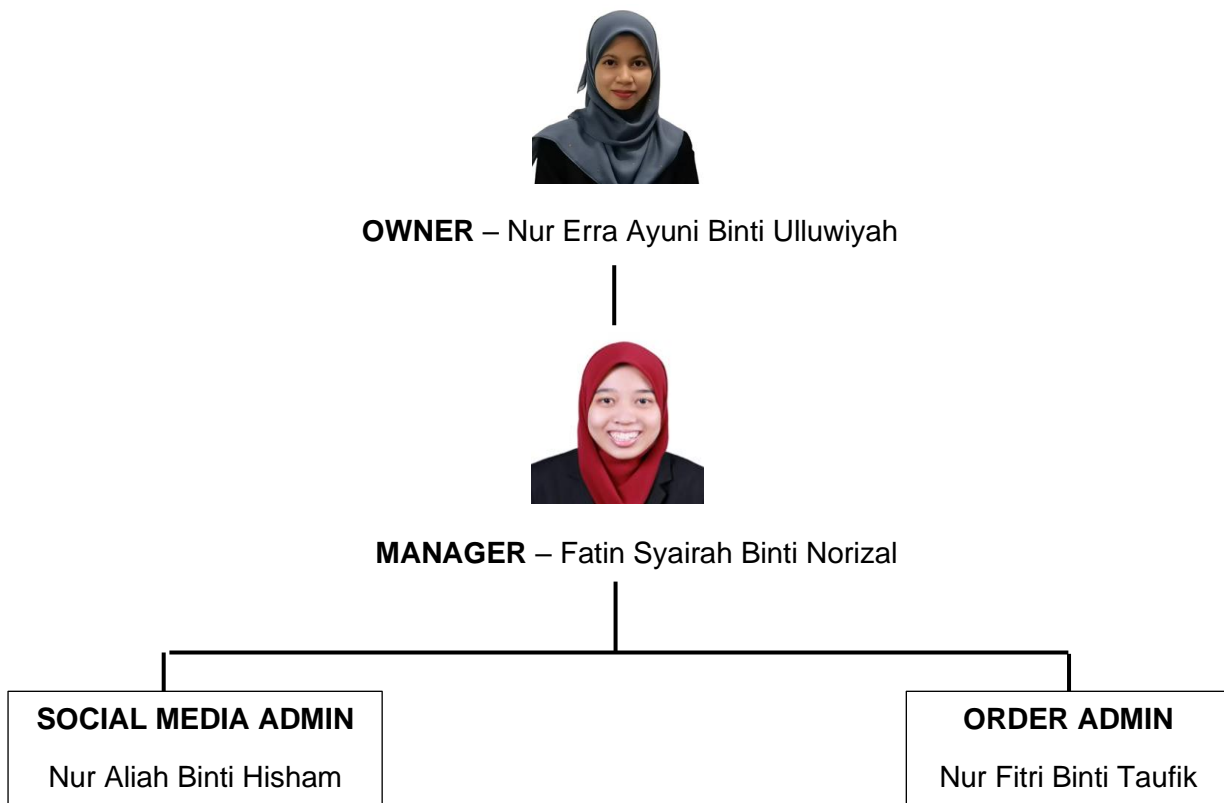 OWNER – Nur Erra Ayuni Binti Ulluwiyah
MANAGER – Fatin Syairah Binti Norizal
SOCIAL MEDIA ADMIN
Nur Aliah Binti Hisham
ORDER ADMIN
Nur Fitri Binti Taufik